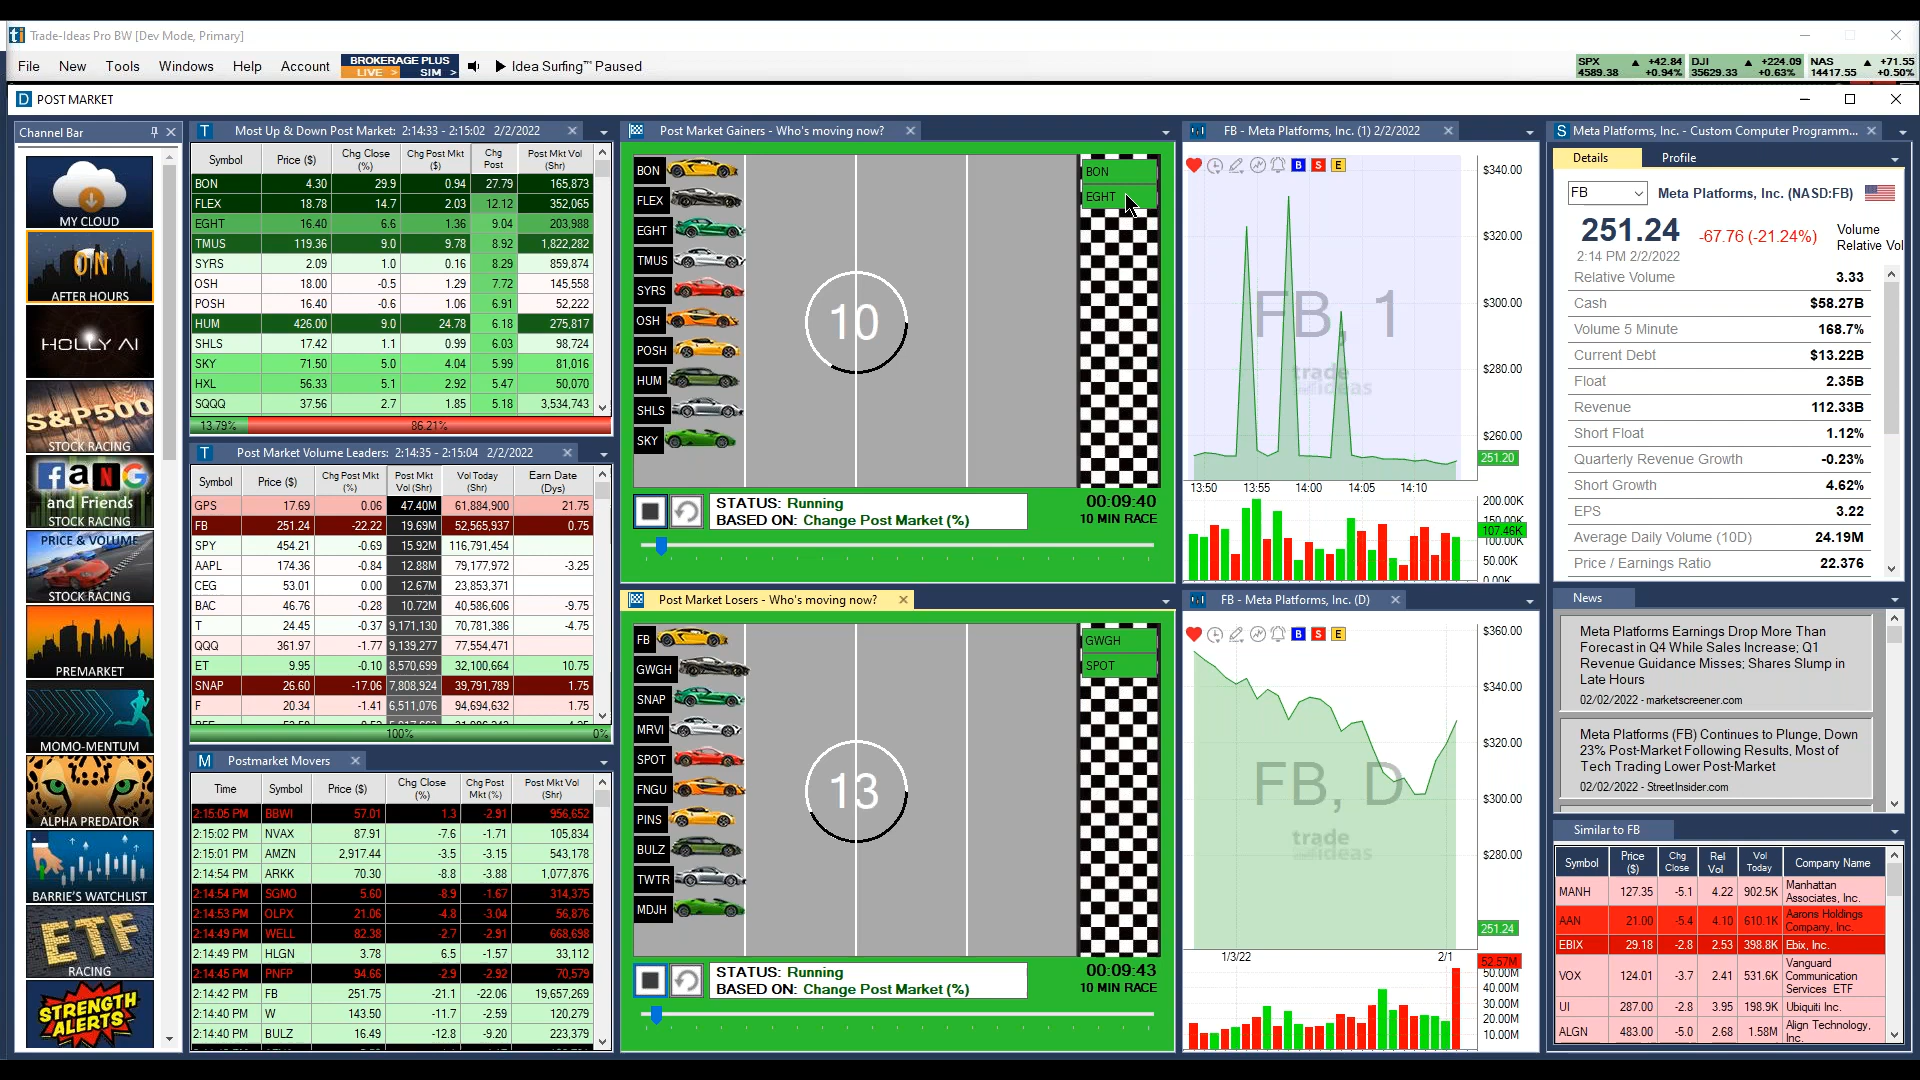 Trade-Ideas Pro BW [Dev Mode, Primary]
File New Tools Windows Help Account BROKERAGE PLUS LIVE > SIM > Idea Surfing™ Paused
SPX ▲ +42.84 DJI ▲ +224.09 NAS ▲ +71.55
4589.38 +0.94% 35629.33 +0.63% 14417.55 +0.50%
D POST MARKET
Channel Bar
MY CLOUD
ON
AFTER HOURS
HOLLY AI
S&P500
STOCK RACING
f a N G
and Friends
STOCK RACING
PRICE & VOLUME
STOCK RACING
PREMARKET
MOMO-MENTUM
ALPHA PREDATOR
BARRIE'S WATCHLIST
ETF
RACING
STRENGTH
ALERTS
T Most Up & Down Post Market: 2:14:33 - 2:15:02 2/2/2022
Symbol Price ($) Chg Close (%) Chg Post Mkt ($) Chg Post Post Mkt Vol (Shr)
BON 4.30 29.9 0.94 27.79 165,873
FLEX 18.78 14.7 2.03 12.12 352,065
EGHT 16.40 6.6 1.36 9.04 203,988
TMUS 119.36 9.0 9.78 8.92 1,822,282
SYRS 2.09 1.0 0.16 8.29 859,874
OSH 18.00 -0.5 1.29 7.72 145,558
POSH 16.40 -0.6 1.06 6.91 52,222
HUM 426.00 9.0 24.78 6.18 275,817
SHLS 17.42 1.1 0.99 6.03 98,724
SKY 71.50 5.0 4.04 5.99 81,016
HXL 56.33 5.1 2.92 5.47 50,070
SQQQ 37.56 2.7 1.85 5.18 3,534,743
13.79% 86.21%
T Post Market Volume Leaders: 2:14:35 - 2:15:04 2/2/2022
Symbol Price ($) Chg Post Mkt (%) Post Mkt Vol (Shr) Vol Today (Shr) Earn Date (Dys)
GPS 17.69 0.06 47.40M 61,884,900 21.75
FB 251.24 -22.22 19.69M 52,565,937 0.75
SPY 454.21 -0.69 15.92M 116,791,454
AAPL 174.36 -0.84 12.88M 79,177,972 -3.25
CEG 53.01 0.00 12.67M 23,853,371
BAC 46.76 -0.28 10.72M 40,586,606 -9.75
T 24.45 -0.37 9,171,130 70,781,386 -4.75
QQQ 361.97 -1.77 9,139,277 77,554,471
ET 9.95 -0.10 8,570,699 32,100,664 10.75
SNAP 26.60 -17.06 7,808,924 39,791,789 1.75
F 20.34 -1.41 6,511,076 94,694,632 1.75
100% 0%
M Postmarket Movers
Time Symbol Price ($) Chg Close (%) Chg Post Mkt (%) Post Mkt Vol (Shr)
2:15:05 PM BBWI 57.01 1.3 -2.91 956,652
2:15:02 PM NVAX 87.91 -7.6 -1.71 105,834
2:15:01 PM AMZN 2,917.44 -3.5 -3.15 543,178
2:14:54 PM ARKK 70.30 -8.8 -3.88 1,077,876
2:14:54 PM SGMO 5.60 -8.9 -1.67 314,375
2:14:53 PM OLPX 21.06 -4.8 -3.04 56,876
2:14:49 PM WELL 82.38 -2.7 -2.91 668,698
2:14:49 PM HLGN 3.78 6.5 -1.57 33,112
2:14:45 PM PNFP 94.66 -2.9 -2.92 70,579
2:14:42 PM FB 251.75 -21.1 -22.06 19,657,269
2:14:40 PM W 143.50 -11.7 -2.59 120,279
2:14:40 PM BULZ 16.49 -12.8 -9.20 223,379
Post Market Gainers - Who's moving now?
BON
FLEX
EGHT
TMUS
SYRS
OSH
POSH
HUM
SHLS
SKY
10
BON
EGHT
STATUS: Running
BASED ON: Change Post Market (%)
00:09:40
10 MIN RACE
Post Market Losers - Who's moving now?
FB
GWGH
SNAP
MRVI
SPOT
FNGU
PINS
BULZ
TWTR
MDJH
13
GWGH
SPOT
STATUS: Running
BASED ON: Change Post Market (%)
00:09:43
10 MIN RACE
FB - Meta Platforms, Inc. (1) 2/2/2022
B S E
FB, 1
trade ideas
$340.00
$320.00
$300.00
$280.00
$260.00
251.20
13:50 13:55 14:00 14:05 14:10
200.00K
150.00K
107.46K
100.00K
50.00K
0.00K
FB - Meta Platforms, Inc. (D)
B S E
FB, D
trade ideas
$360.00
$340.00
$320.00
$300.00
$280.00
251.24
1/3/22 2/1
52.57M
50.00M
40.00M
30.00M
20.00M
10.00M
S Meta Platforms, Inc. - Custom Computer Programm...
Details Profile
FB Meta Platforms, Inc. (NASD:FB)
251.24 -67.76 (-21.24%) Volume
Relative Vol
2:14 PM 2/2/2022
Relative Volume 3.33
Cash $58.27B
Volume 5 Minute 168.7%
Current Debt $13.22B
Float 2.35B
Revenue 112.33B
Short Float 1.12%
Quarterly Revenue Growth -0.23%
Short Growth 4.62%
EPS 3.22
Average Daily Volume (10D) 24.19M
Price / Earnings Ratio 22.376
News
Meta Platforms Earnings Drop More Than
Forecast in Q4 While Sales Increase; Q1
Revenue Guidance Misses; Shares Slump in
Late Hours
02/02/2022 - marketscreener.com
Meta Platforms (FB) Continues to Plunge, Down
23% Post-Market Following Results, Most of
Tech Trading Lower Post-Market
02/02/2022 - StreetInsider.com
Similar to FB
Symbol Price ($) Chg Close Rel Vol Vol Today Company Name
MANH 127.35 -5.1 4.22 902.5K Manhattan Associates, Inc.
AAN 21.00 -5.4 4.10 610.1K Aarons Holdings Company, Inc.
EBIX 29.18 -2.8 2.53 398.8K Ebix, Inc.
VOX 124.01 -3.7 2.41 531.6K Vanguard Communication Services ETF
UI 287.00 -2.8 3.95 198.9K Ubiquiti Inc.
ALGN 483.00 -5.0 2.68 1.58M Align Technology, Inc.